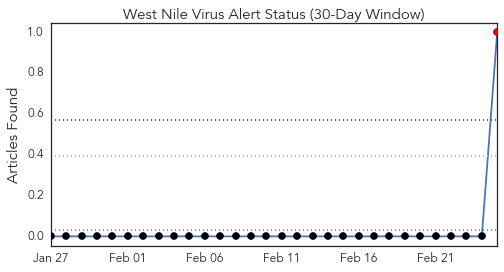 West Nile Virus Alert Status (30-Day Window)
Articles Found
1.0
0.8
0.6
0.4
0.2
0.0
Jan 27 Feb 01 Feb 06 Feb 11 Feb 16 Feb 21